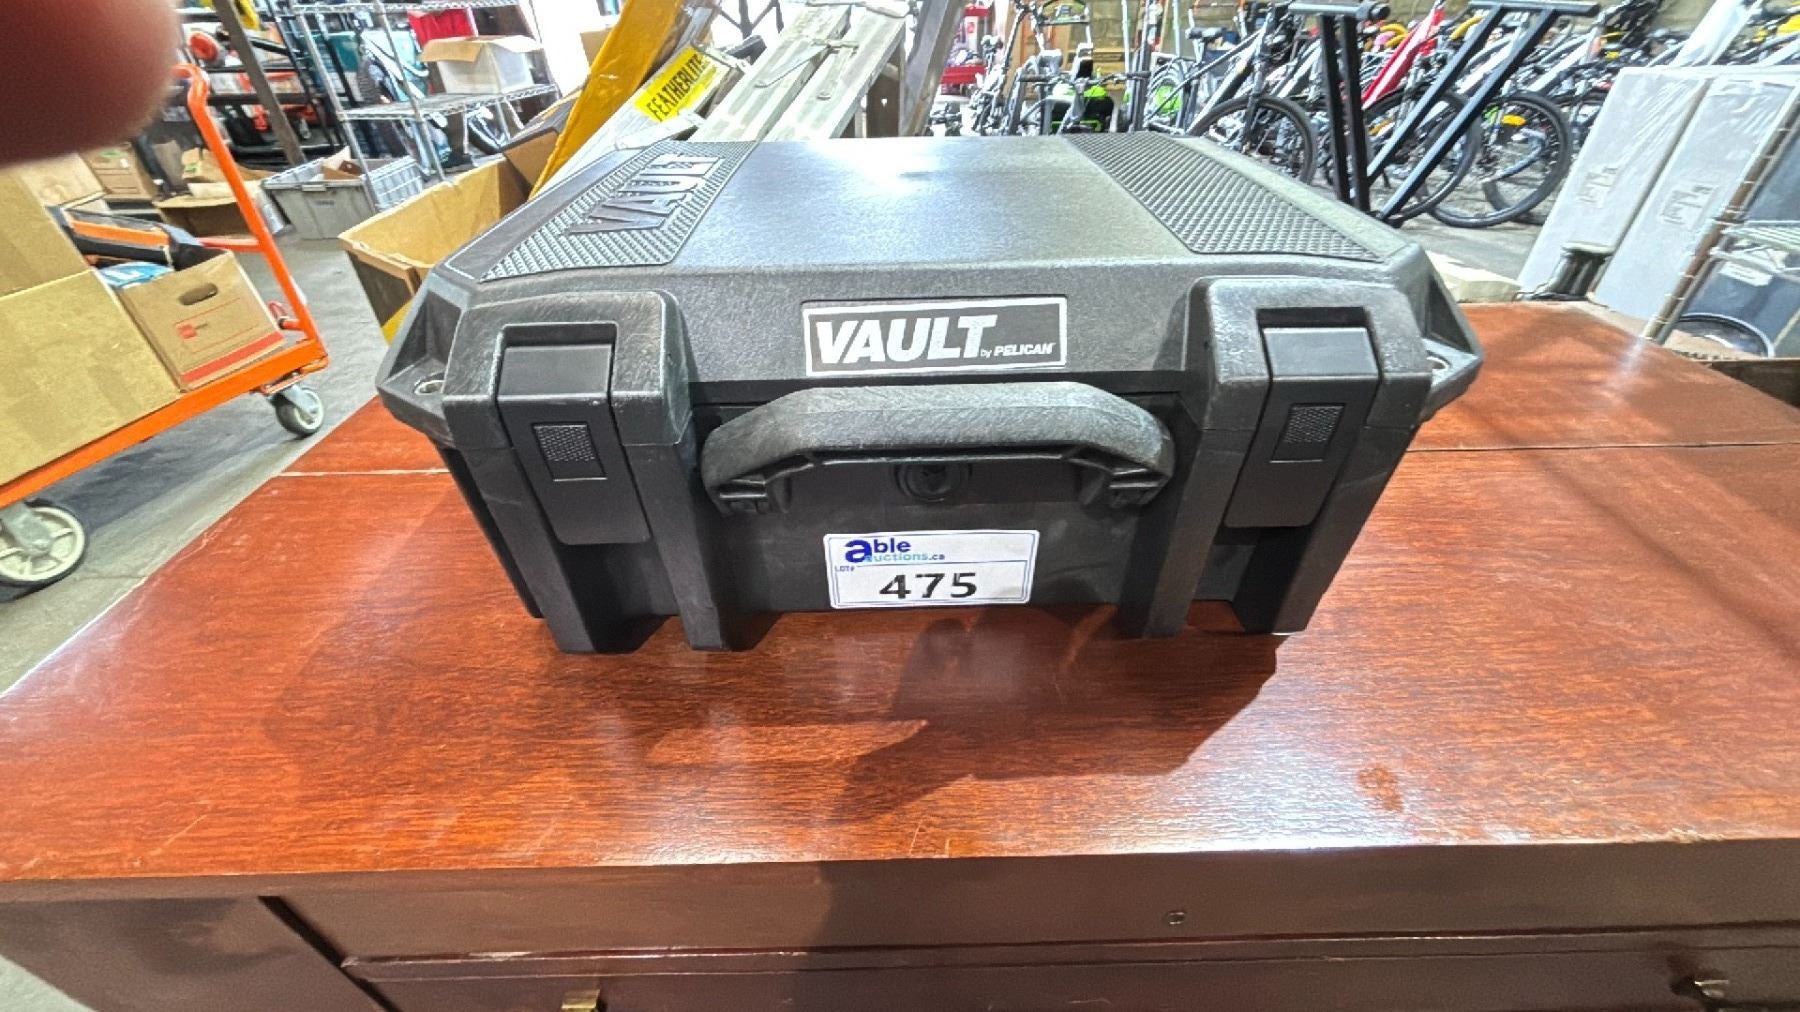 FEATHERLITE
VAULT
VAULT by PELICAN
able
auctions.ca
LOT#
475